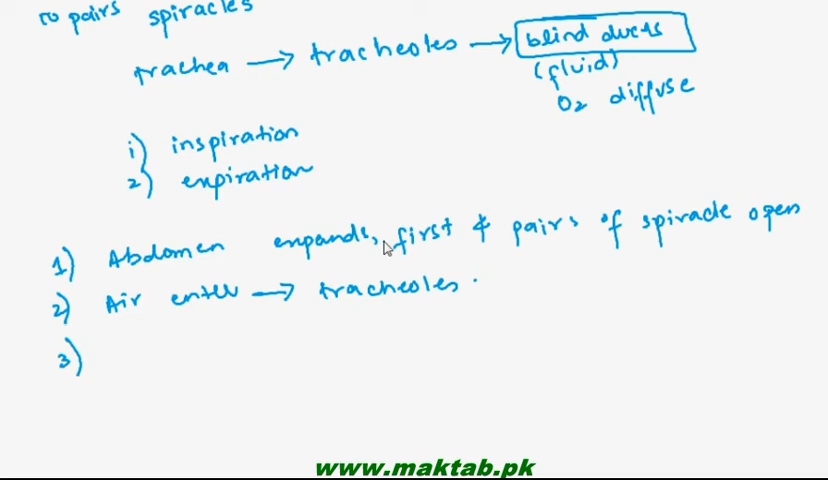 10 pairs spiracles
trachea → tracheoles → blind ducts
(fluid)
O2 diffuse
i) inspiration
2) expiration
1) Abdomen expands, first 4 pairs of spiracle open
2) Air enter → tracheoles.
3)
www.maktab.pk